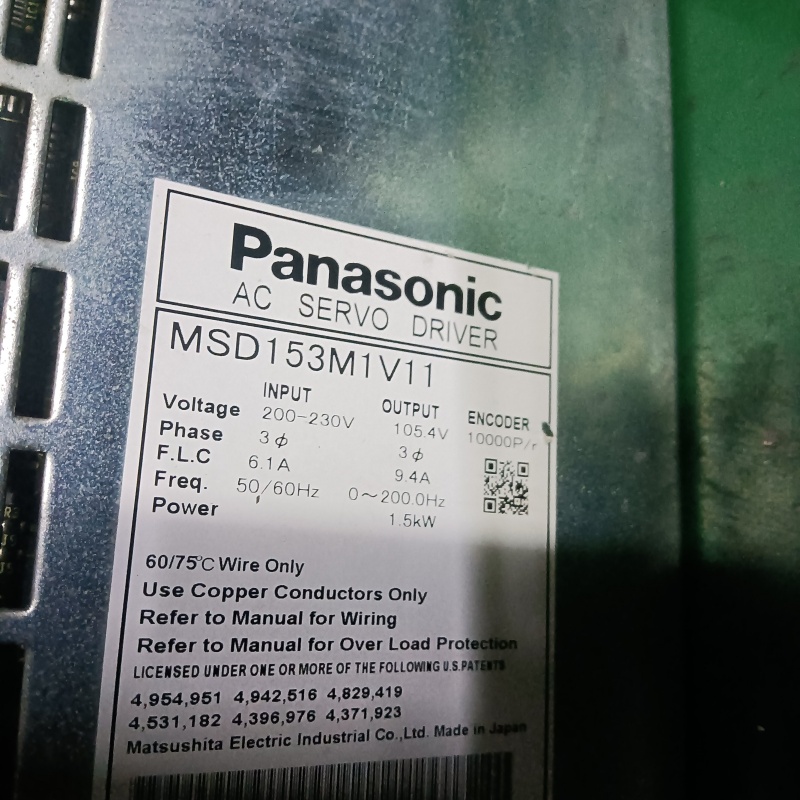 Panasonic
AC SERVO DRIVER
MSD153M1V11
INPUT OUTPUT ENCODER
Voltage 200-230V 105.4V 10000P/r
Phase 3ϕ 3ϕ
F.L.C 6.1A 9.4A
Freq. 50/60Hz 0~200.0Hz
Power 1.5kW
60/75℃ Wire Only
Use Copper Conductors Only
Refer to Manual for Wiring
Refer to Manual for Over Load Protection
LICENSED UNDER ONE OR MORE OF THE FOLLOWING U.S.PATENTS
4,954,951 4,942,516 4,829,419
4,531,182 4,396,976 4,371,923
Matsushita Electric Industrial Co.,Ltd. Made in Japan